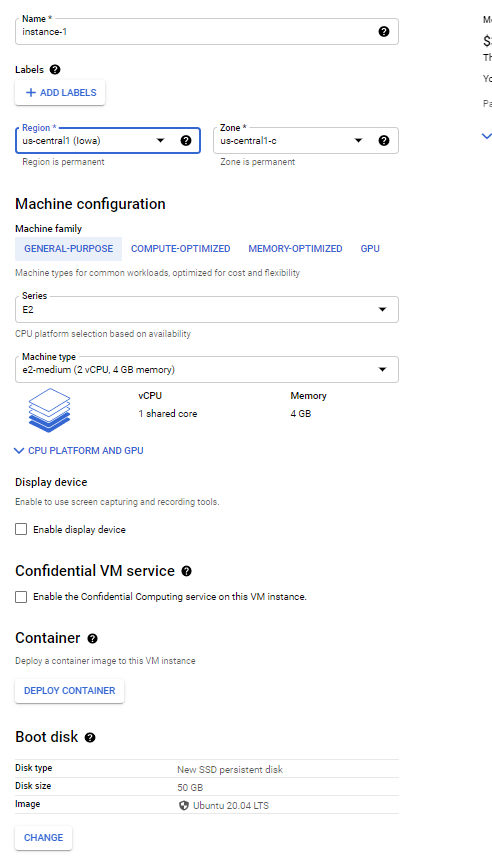 Name *
instance-1
Labels
+ ADD LABELS
Region *
us-central1 (Iowa)
Region is permanent
Zone *
us-central1-c
Zone is permanent
Machine configuration
Machine family
GENERAL-PURPOSE COMPUTE-OPTIMIZED MEMORY-OPTIMIZED GPU
Machine types for common workloads, optimized for cost and flexibility
Series
E2
CPU platform selection based on availability
Machine type
e2-medium (2 vCPU, 4 GB memory)
vCPU Memory
1 shared core 4 GB
CPU PLATFORM AND GPU
Display device
Enable to use screen capturing and recording tools.
Enable display device
Confidential VM service
Enable the Confidential Computing service on this VM instance.
Container
Deploy a container image to this VM instance
DEPLOY CONTAINER
Boot disk
Disk type New SSD persistent disk
Disk size 50 GB
Image Ubuntu 20.04 LTS
CHANGE